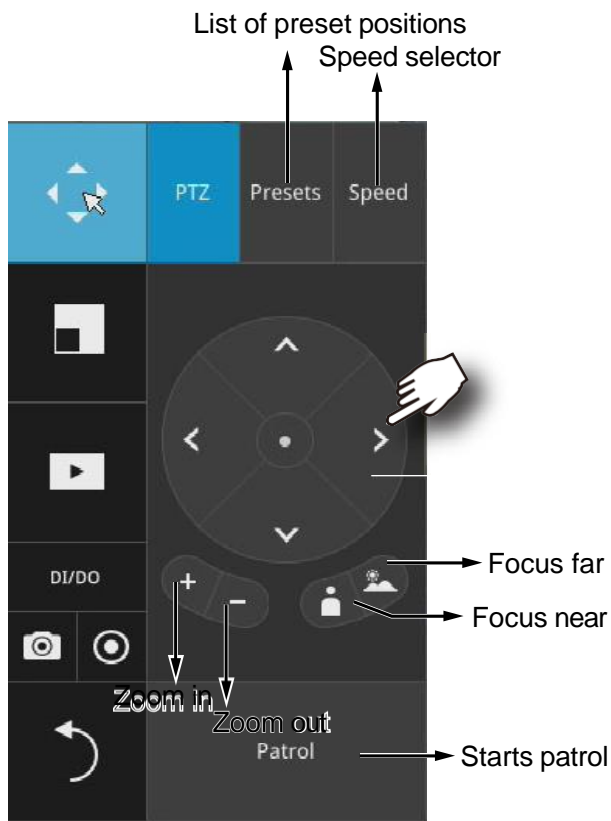 List of preset positions
Speed selector
PTZ
Presets
Speed
DI/DO
Focus far
Focus near
Zoom in
Zoom out
Patrol
Starts patrol